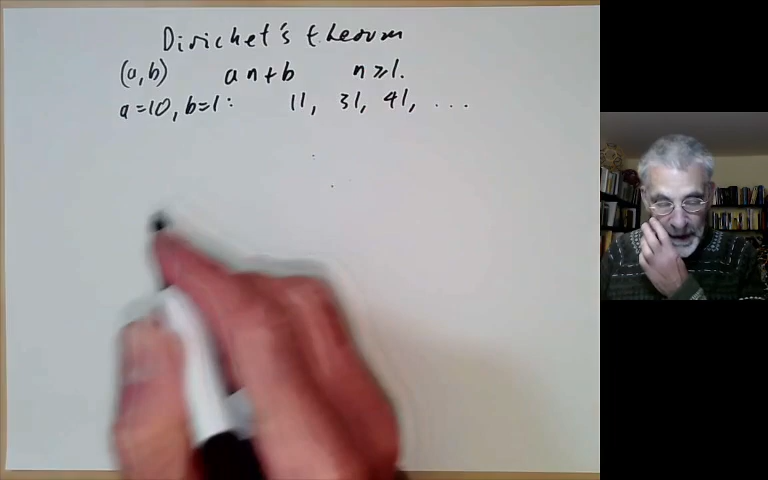 Dirichet's theorem
(a,b) an+b n≥1.
a=10, b=1: 11, 31, 41, ...